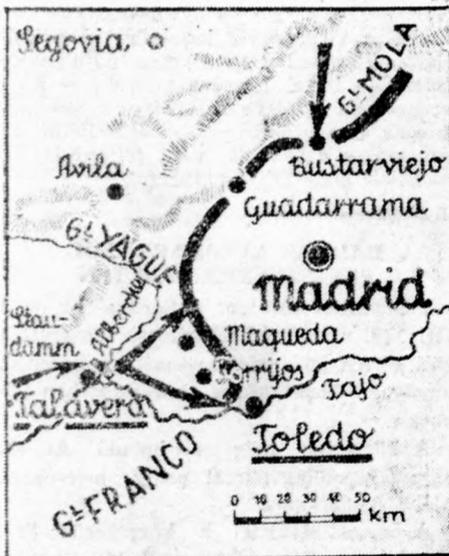 Segovia
Gl. MOLA
Avila
Bustarviejo
Guadarrama
Gl. YAGUE
Madrid
Stau-
damm
Alberche
Maqueda
Torrijos
Tajo
Talavera
Toledo
Gl. FRANCO
0 10 20 30 40 50
km